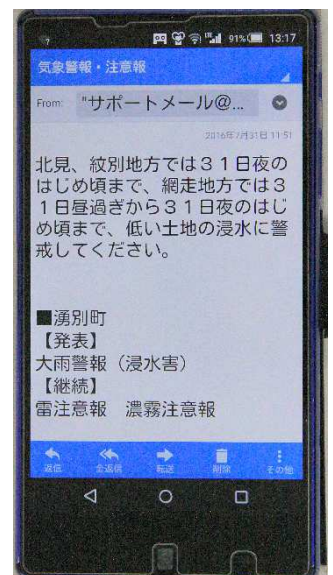 91% 13:17
気象警報・注意報
From: "サポートメール@...
2016年7月31日 11:51
北見、紋別地方では３１日夜の
はじめ頃まで、網走地方では３
１日昼過ぎから３１日夜のはじ
め頃まで、低い土地の浸水に警
戒してください。
■湧別町
【発表】
大雨警報（浸水害）
【継続】
雷注意報　濃霧注意報
返信 全返信 転送 削除 その他